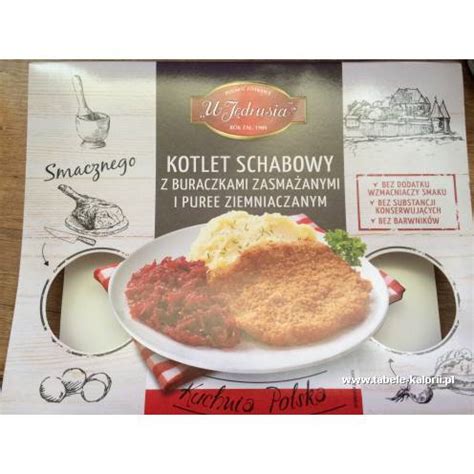 U Jędrusia
ROK ZAŁ. 1989
Smacznego
KOTLET SCHABOWY
Z BURACZKAMI ZASMAŻANYMI
I PUREE ZIEMNIACZANYM
BEZ DODATKU
WZMACNIACZY SMAKU
BEZ SUBSTANCJI
KONSERWUJĄCYCH
BEZ BARWNIKÓW
www.tabele-kalorii.pl
Kuchnia Polska